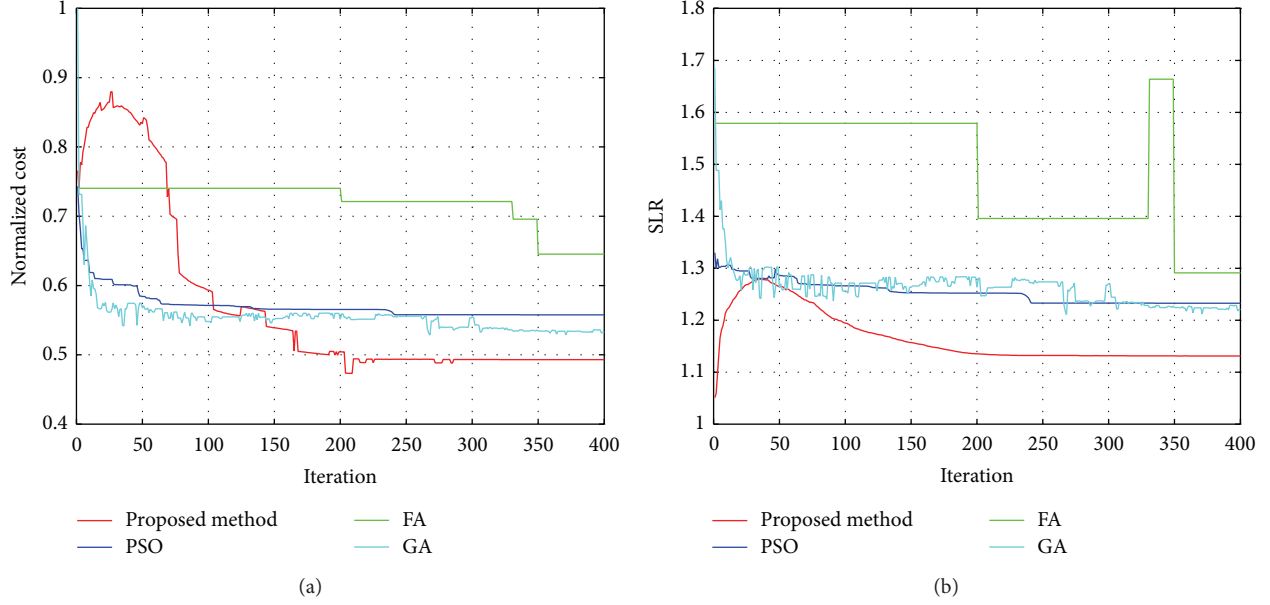 1
0.9
0.8
0.7
0.6
0.5
0.4
Normalized cost
0 50 100 150 200 250 300 350 400
Iteration
Proposed method
PSO
FA
GA
(a)
1.8
1.7
1.6
1.5
1.4
1.3
1.2
1.1
1
SLR
0 50 100 150 200 250 300 350 400
Iteration
Proposed method
PSO
FA
GA
(b)